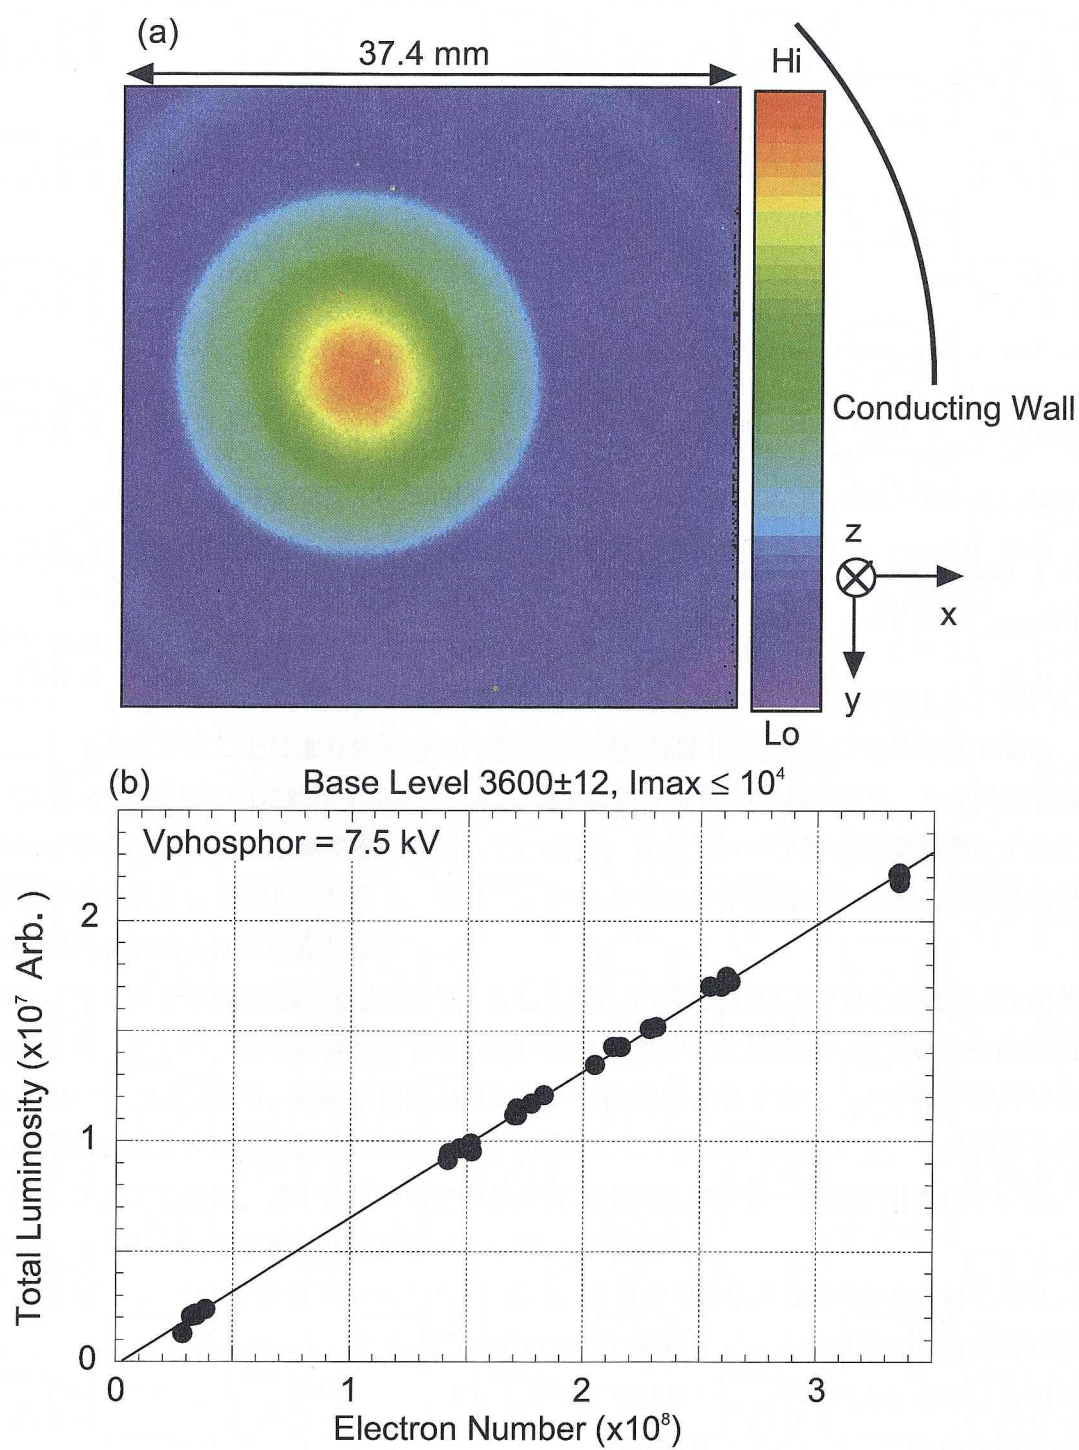 (a)
37.4 mm
Hi
Conducting Wall
z
x
y
Lo
(b)
Base Level 3600±12, Imax ≤ 10⁴
Vphosphor = 7.5 kV
Total Luminosity (x10⁷ Arb. )
2
1
0
0 1 2 3
Electron Number (x10⁸)